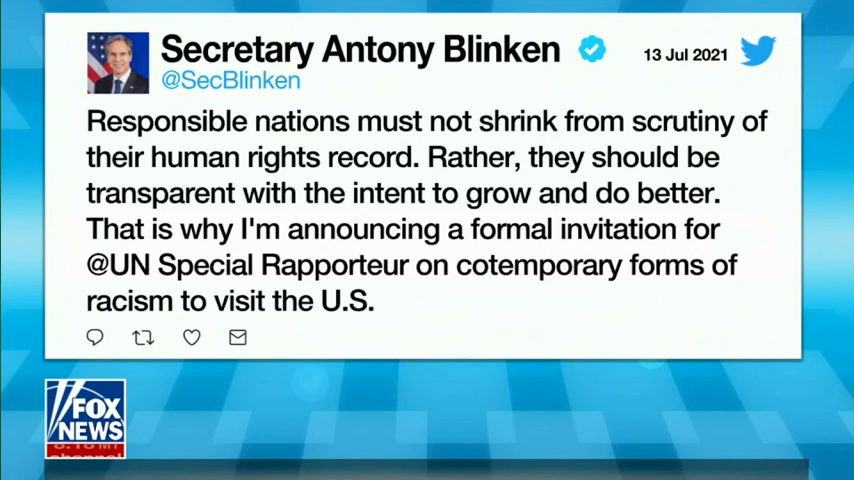 Secretary Antony Blinken
13 Jul 2021
@SecBlinken
Responsible nations must not shrink from scrutiny of
their human rights record. Rather, they should be
transparent with the intent to grow and do better.
That is why I'm announcing a formal invitation for
@UN Special Rapporteur on cotemporary forms of
racism to visit the U.S.
FOX
NEWS
channel